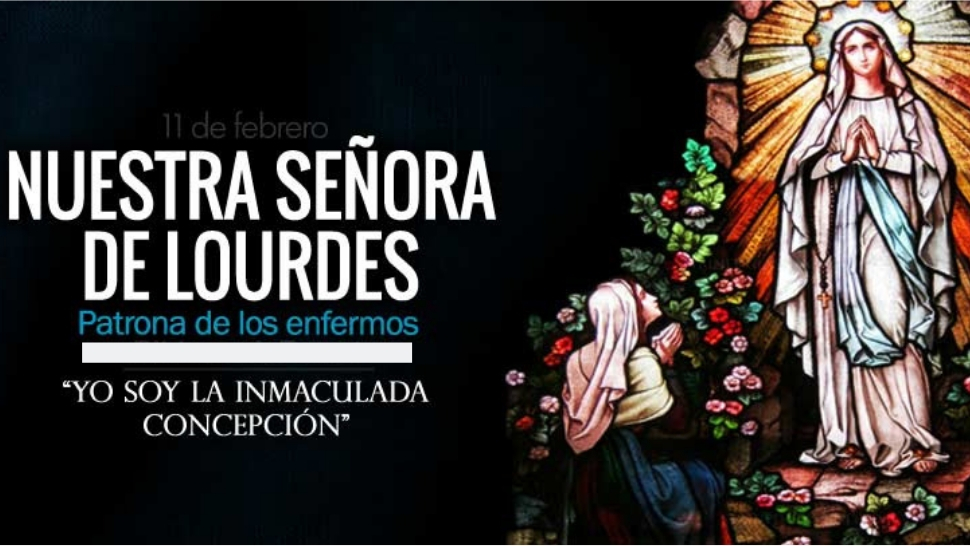 11 de febrero
NUESTRA SEÑORA
DE LOURDES
Patrona de los enfermos
“YO SOY LA INMACULADA
CONCEPCIÓN”